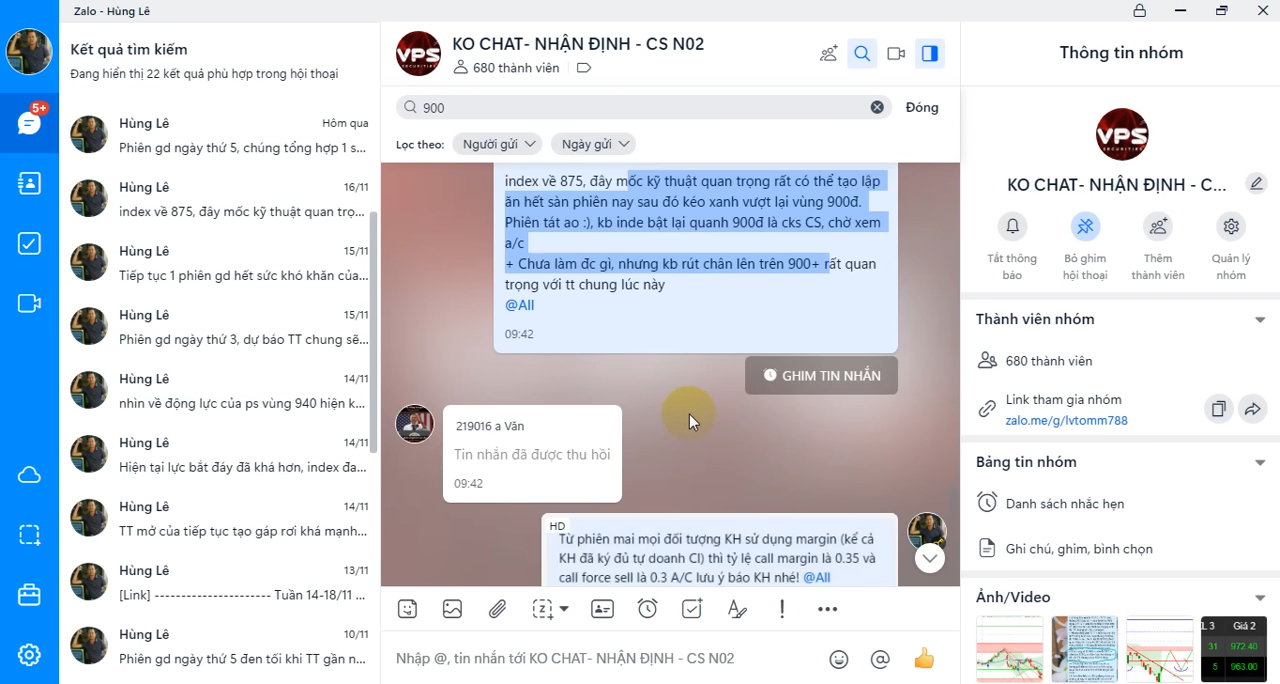 Zalo - Hùng Lê
5+
Kết quả tìm kiếm
Đang hiển thị 22 kết quả phù hợp trong hội thoại
Hùng Lê
Hôm qua
Phiên gd ngày thứ 5, chúng tổng hợp 1 s...
Hùng Lê
16/11
index về 875, đây mốc kỹ thuật quan trọ...
Hùng Lê
15/11
Tiếp tục 1 phiên gd hết sức khó khăn của...
Hùng Lê
15/11
Phiên gd ngày thứ 3, dự báo TT chung sẽ...
Hùng Lê
14/11
nhìn về động lực của ps vùng 940 hiện k...
Hùng Lê
14/11
Hiện tại lực bắt đáy đã khá hơn, index đa...
Hùng Lê
14/11
TT mở của tiếp tục tạo gáp rơi khá mạnh...
Hùng Lê
13/11
[Link] ---------------------- Tuần 14-18/11 ...
Hùng Lê
10/11
Phiên gd ngày thứ 5 đen tối khi TT gần n...
VPS
SECURITIES
KO CHAT- NHẬN ĐỊNH - CS N02
680 thành viên
900
Đóng
Lọc theo:
Người gửi
Ngày gửi
index về 875, đây mốc kỹ thuật quan trọng rất có thể tạo lập
ăn hết sàn phiên nay sau đó kéo xanh vượt lại vùng 900đ.
Phiên tát ao :), kb inde bật lại quanh 900đ là cks CS, chờ xem
a/c
+ Chưa làm đc gì, nhưng kb rút chân lên trên 900+ rất quan
trọng với tt chung lúc này
@All
09:42
GHIM TIN NHẮN
219016 a Văn
Tin nhắn đã được thu hồi
09:42
HD
Từ phiên mai mọi đối tượng KH sử dụng margin (kể cả
KH đã ký đủ tự doanh CI) thì tỷ lệ call margin là 0.35 và
call force sell là 0.3 A/C lưu ý báo KH nhé! @All
Nhập @, tin nhắn tới KO CHAT- NHẬN ĐỊNH - CS N02
Thông tin nhóm
VPS
SECURITIES
KO CHAT- NHẬN ĐỊNH - C...
Tắt thông
báo
Bỏ ghim
hội thoại
Thêm
thành viên
Quản lý
nhóm
Thành viên nhóm
680 thành viên
Link tham gia nhóm
zalo.me/g/lvtomm788
Bảng tin nhóm
Danh sách nhắc hẹn
Ghi chú, ghim, bình chọn
Ảnh/Video
L 3
Giá 2
31
972.40
5
963.00